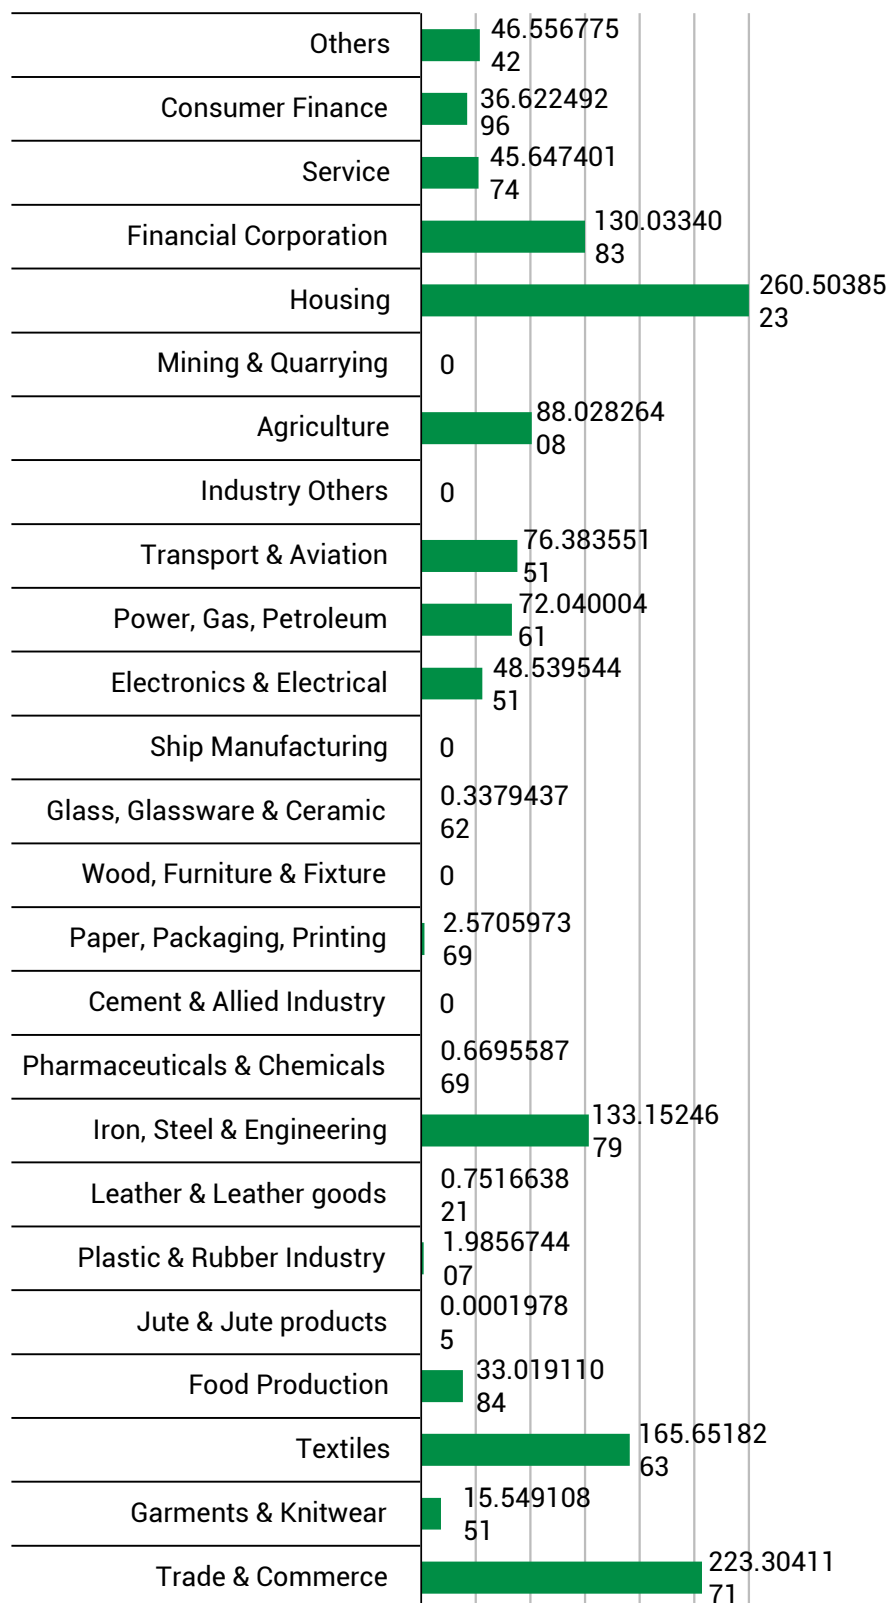 Others
46.556775
42
Consumer Finance
36.622492
96
Service
45.647401
74
Financial Corporation
130.03340
83
Housing
260.50385
23
Mining & Quarrying
0
Agriculture
88.028264
08
Industry Others
0
Transport & Aviation
76.383551
51
Power, Gas, Petroleum
72.040004
61
Electronics & Electrical
48.539544
51
Ship Manufacturing
0
Glass, Glassware & Ceramic
0.3379437
62
Wood, Furniture & Fixture
0
Paper, Packaging, Printing
2.5705973
69
Cement & Allied Industry
0
Pharmaceuticals & Chemicals
0.6695587
69
Iron, Steel & Engineering
133.15246
79
Leather & Leather goods
0.7516638
21
Plastic & Rubber Industry
1.9856744
07
Jute & Jute products
0.0001978
5
Food Production
33.019110
84
Textiles
165.65182
63
Garments & Knitwear
15.549108
51
Trade & Commerce
223.30411
71